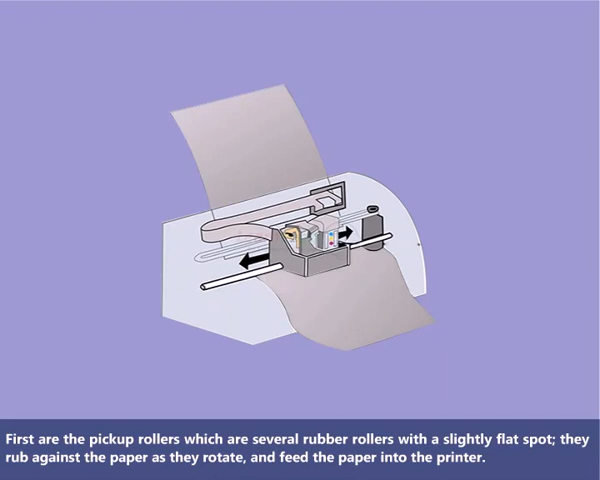 First are the pickup rollers which are several rubber rollers with a slightly flat spot; they
rub against the paper as they rotate, and feed the paper into the printer.